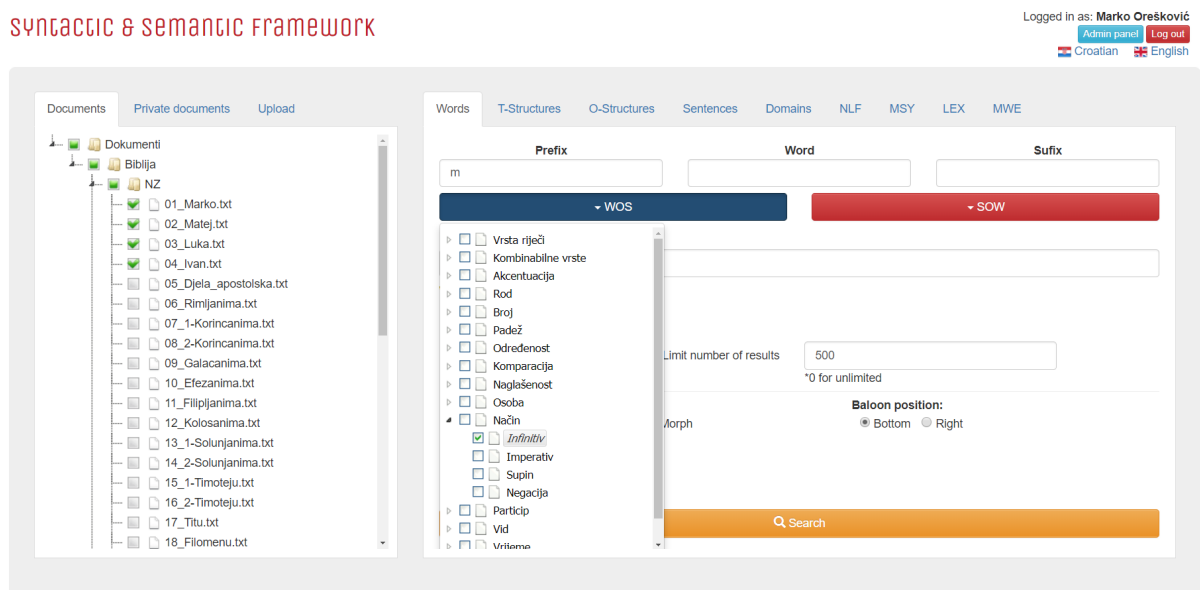 Syntactic & Semantic Framework
Logged in as: Marko Orešković
Admin panel Log out
Croatian English
Documents Private documents Upload
Dokumenti
Biblija
NZ
01_Marko.txt
02_Matej.txt
03_Luka.txt
04_Ivan.txt
05_Djela_apostolska.txt
06_Rimljanima.txt
07_1-Korincanima.txt
08_2-Korincanima.txt
09_Galacanima.txt
10_Efezanima.txt
11_Filipljanima.txt
12_Kolosanima.txt
13_1-Solunjanima.txt
14_2-Solunjanima.txt
15_1-Timoteju.txt
16_2-Timoteju.txt
17_Titu.txt
18_Filomenu.txt
Words T-Structures O-Structures Sentences Domains NLF MSY LEX MWE
Prefix Word Sufix
m
WOS SOW
Vrsta riječi
Kombinabilne vrste
Akcentuacija
Rod
Broj
Padež
Određenost
Komparacija
Naglašenost
Osoba
Način
Infinitiv
Imperativ
Supin
Negacija
Particip
Vid
Vrijeme
Limit number of results 500
*0 for unlimited
Morph
Baloon position:
Bottom Right
Search